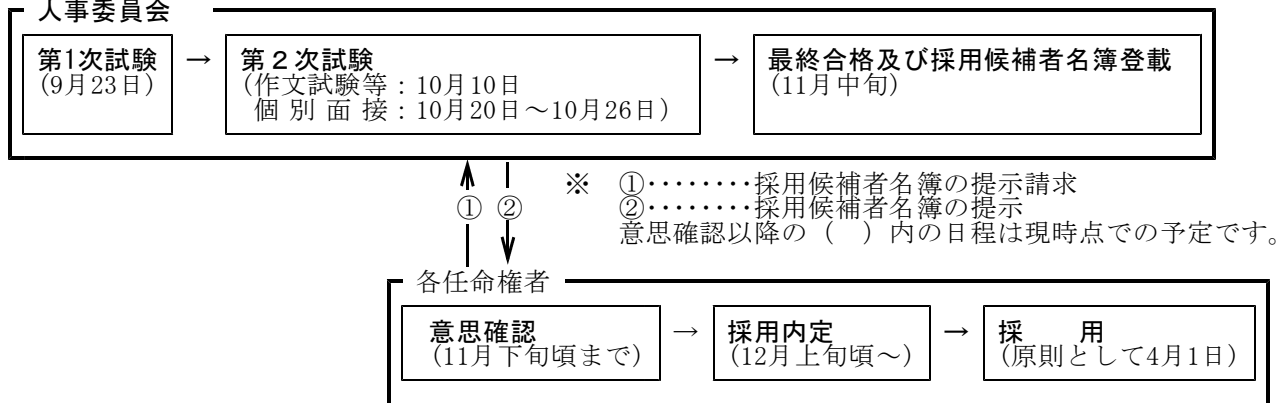 人事委員会
第1次試験 → 第２次試験 → 最終合格及び採用候補者名簿登載
(9月23日) (作文試験等：10月10日 (11月中旬)
個別面接：10月20日～10月26日)
※ ①････････採用候補者名簿の提示請求
① ② ②････････採用候補者名簿の提示
意思確認以降の（　）内の日程は現時点での予定です。
各任命権者
意思確認 → 採用内定 → 採　用
(11月下旬頃まで) (12月上旬頃～) (原則として4月1日)